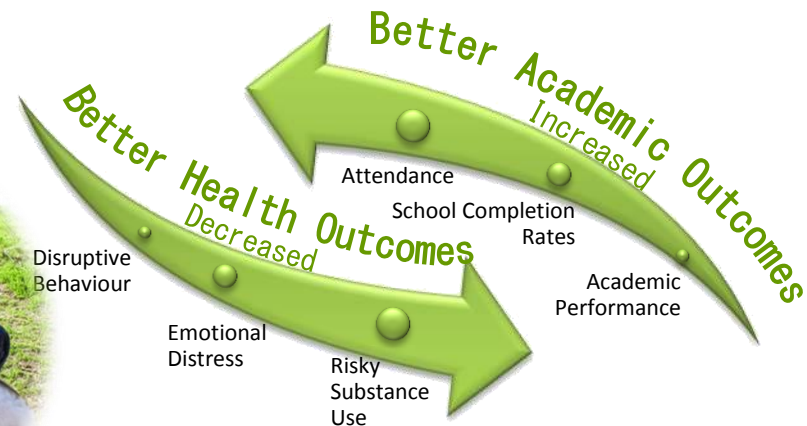 Better Academic Outcomes
Increased
Attendance
School Completion
Rates
Academic
Performance
Better Health Outcomes
Decreased
Disruptive
Behaviour
Emotional
Distress
Risky
Substance
Use